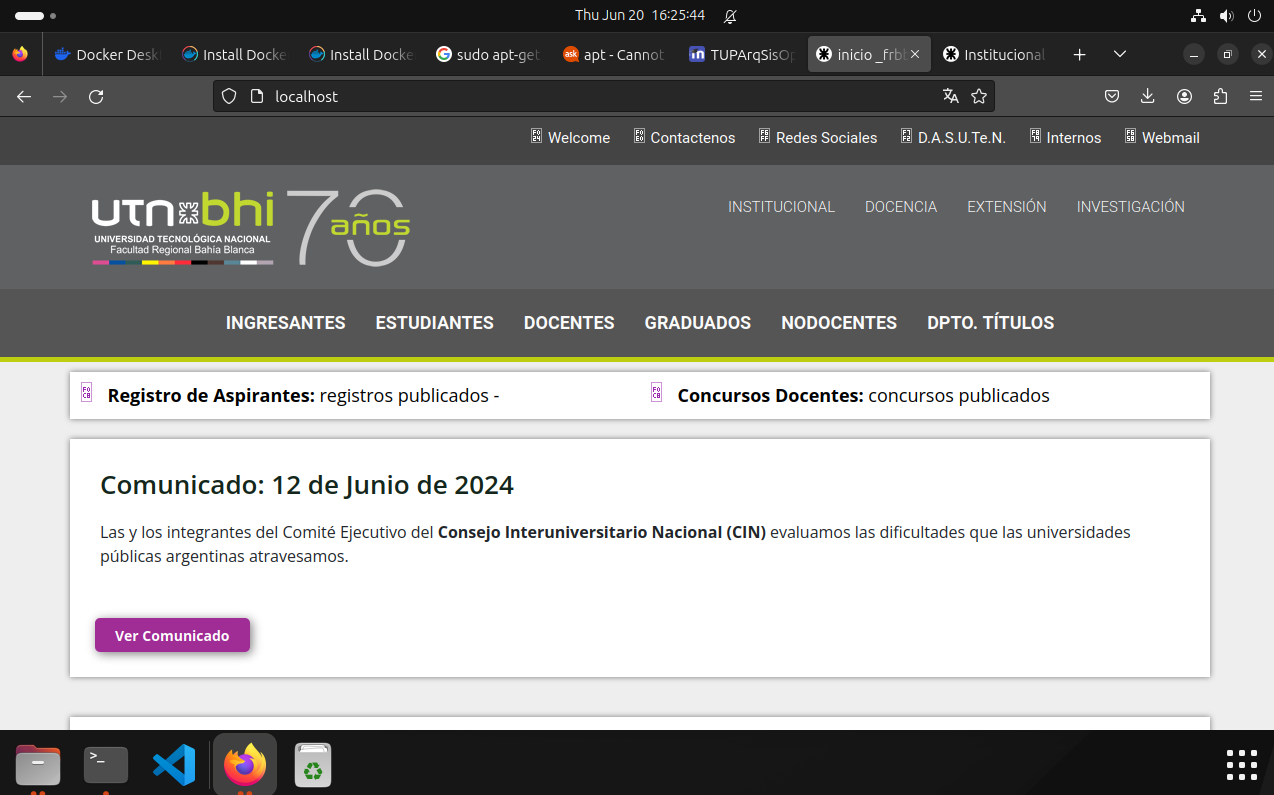 Thu Jun 20 16:25:44
Docker Desk
Install Docke
Install Docke
sudo apt-get
ask
apt - Cannot
TUPArqSisOp
inicio _frbb
Institucional
localhost
Welcome
Contactenos
Redes Sociales
D.A.S.U.Te.N.
Internos
Webmail
utn bhi 70 años
UNIVERSIDAD TECNOLÓGICA NACIONAL
Facultad Regional Bahía Blanca
INSTITUCIONAL
DOCENCIA
EXTENSIÓN
INVESTIGACIÓN
INGRESANTES
ESTUDIANTES
DOCENTES
GRADUADOS
NODOCENTES
DPTO. TÍTULOS
Registro de Aspirantes: registros publicados -
Concursos Docentes: concursos publicados
Comunicado: 12 de Junio de 2024
Las y los integrantes del Comité Ejecutivo del Consejo Interuniversitario Nacional (CIN) evaluamos las dificultades que las universidades
públicas argentinas atravesamos.
Ver Comunicado